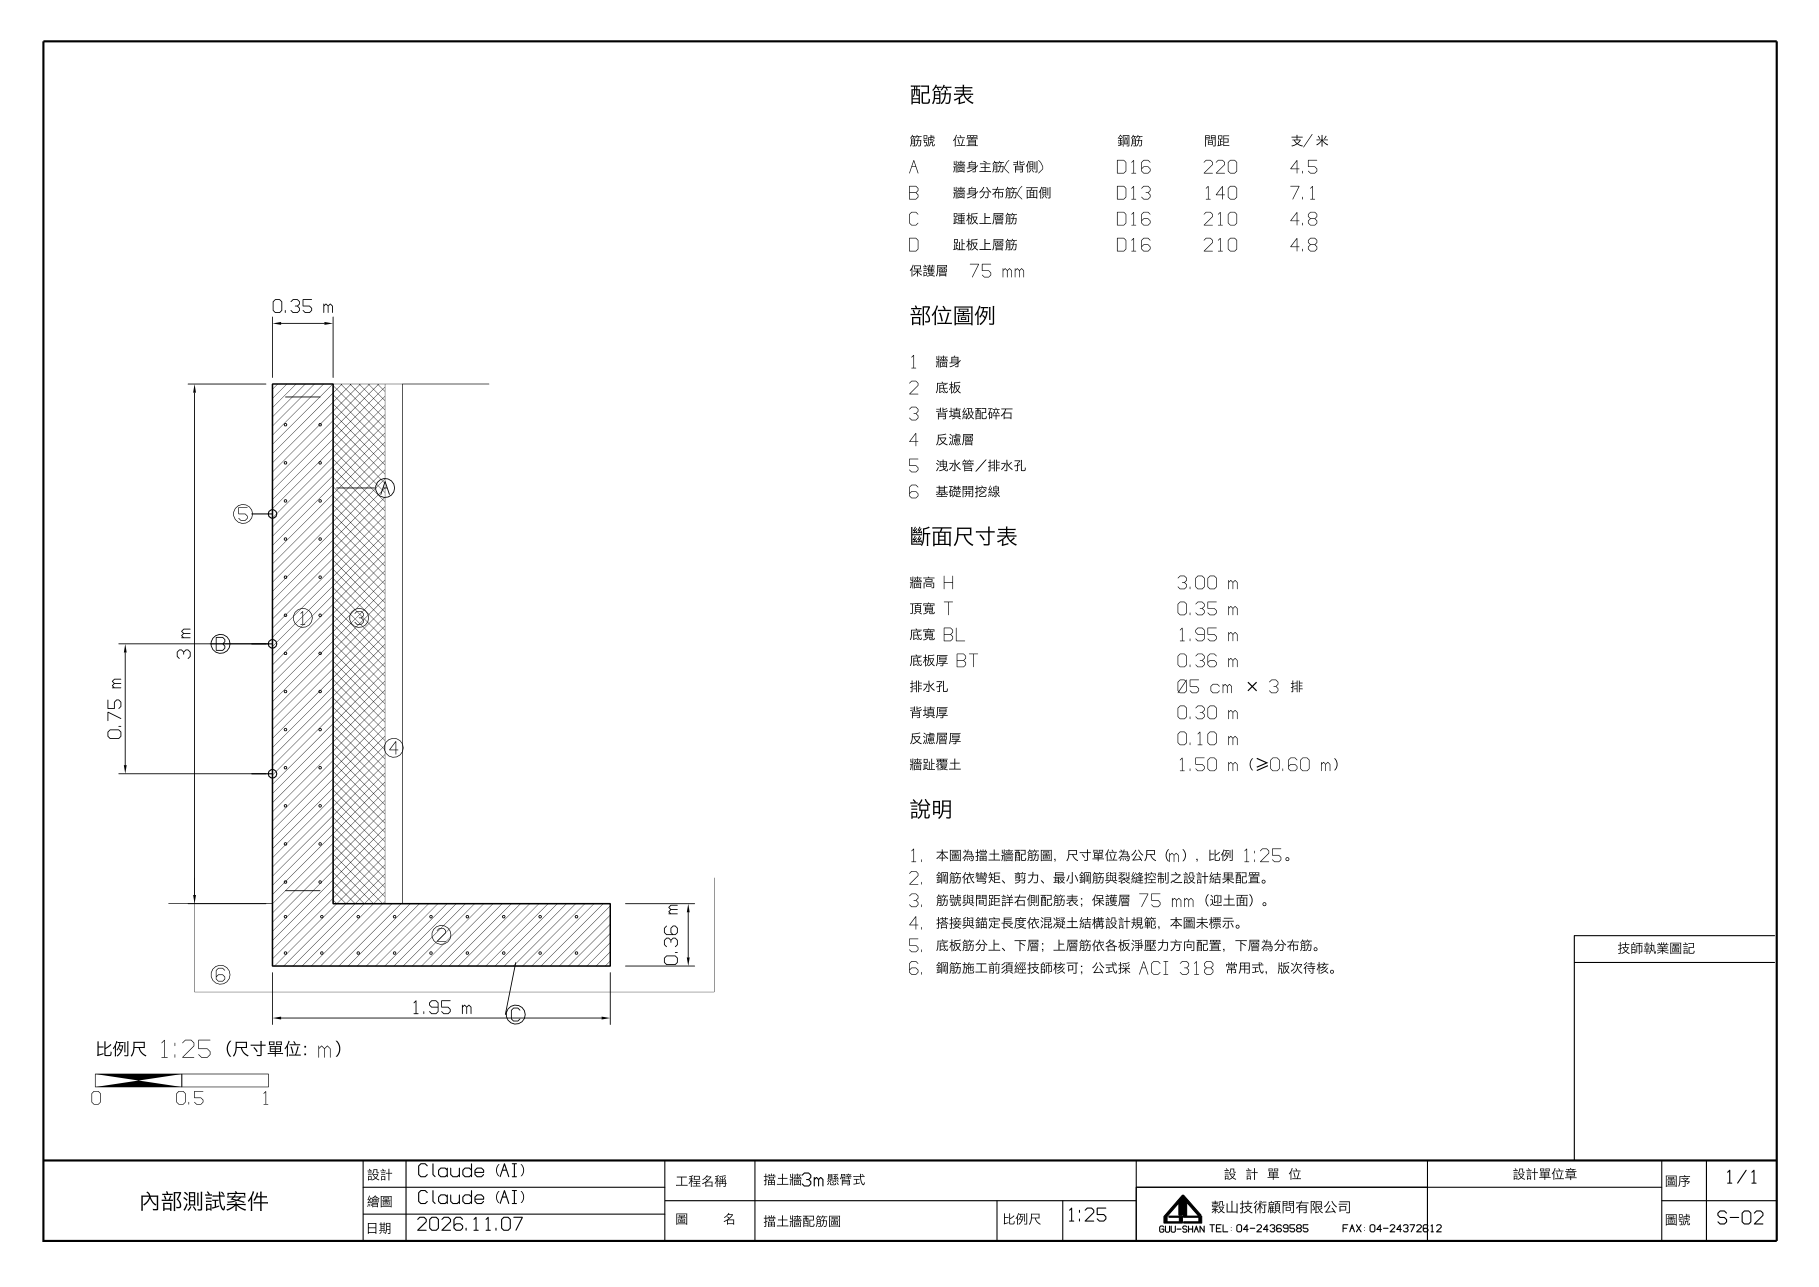 配筋表
筋號 位置 鋼筋 間距 支/米
A 牆身主筋(背側) D16 220 4.5
B 牆身分布筋(面側 D13 140 7.1
C 踵板上層筋 D16 210 4.8
D 趾板上層筋 D16 210 4.8
保護層 75 mm
部位圖例
1 牆身
2 底板
3 背填級配碎石
4 反濾層
5 洩水管/排水孔
6 基礎開挖線
斷面尺寸表
牆高 H 3.00 m
頂寬 T 0.35 m
底寬 BL 1.95 m
底板厚 BT 0.36 m
排水孔 Ø5 cm × 3 排
背填厚 0.30 m
反濾層厚 0.10 m
牆趾覆土 1.50 m (≥0.60 m)
說明
1. 本圖為擋土牆配筋圖,尺寸單位為公尺 (m),比例 1:25。
2. 鋼筋依彎矩、剪力、最小鋼筋與裂縫控制之設計結果配置。
3. 筋號與間距詳右側配筋表;保護層 75 mm (迎土面)。
4. 搭接與錨定長度依混凝土結構設計規範,本圖未標示。
5. 底板筋分上、下層;上層筋依各板淨壓力方向配置,下層為分布筋。
6. 鋼筋施工前須經技師核可;公式採 ACI 318 常用式,版次待核。
0.35 m
A
5
1
3
B
3 m
0.75 m
4
2
0.36 m
6
1.95 m
C
比例尺 1:25 (尺寸單位: m)
0 0.5 1
技師執業圖記
內部測試案件
設計 Claude (AI)
繪圖 Claude (AI)
日期 2026.11.07
工程名稱 擋土牆3m懸臂式
圖名 擋土牆配筋圖
比例尺 1:25
設計單位
穀山技術顧問有限公司
GUU-SHAN TEL: 04-24369585 FAX: 04-24372612
設計單位章
圖序 1/1
圖號 S-02